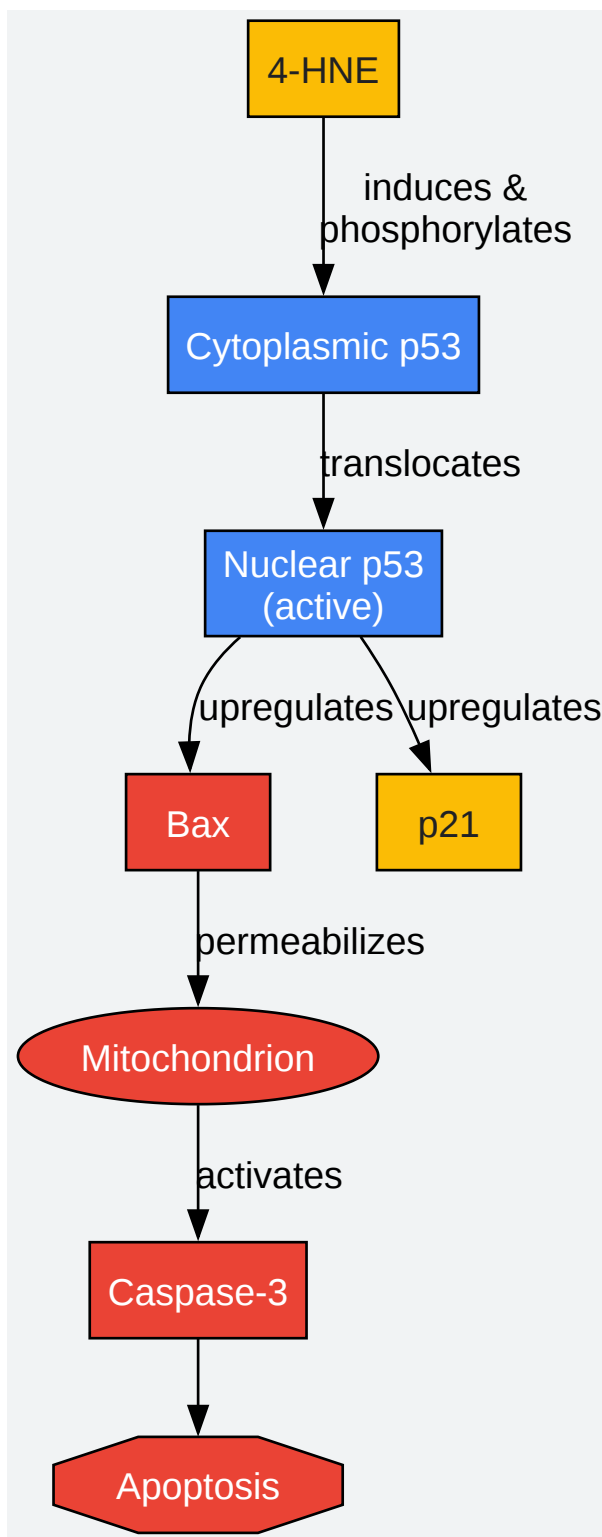 4-HNE
induces &
phosphorylates
Cytoplasmic p53
translocates
Nuclear p53
(active)
upregulates
upregulates
Bax
p21
permeabilizes
Mitochondrion
activates
Caspase-3
Apoptosis